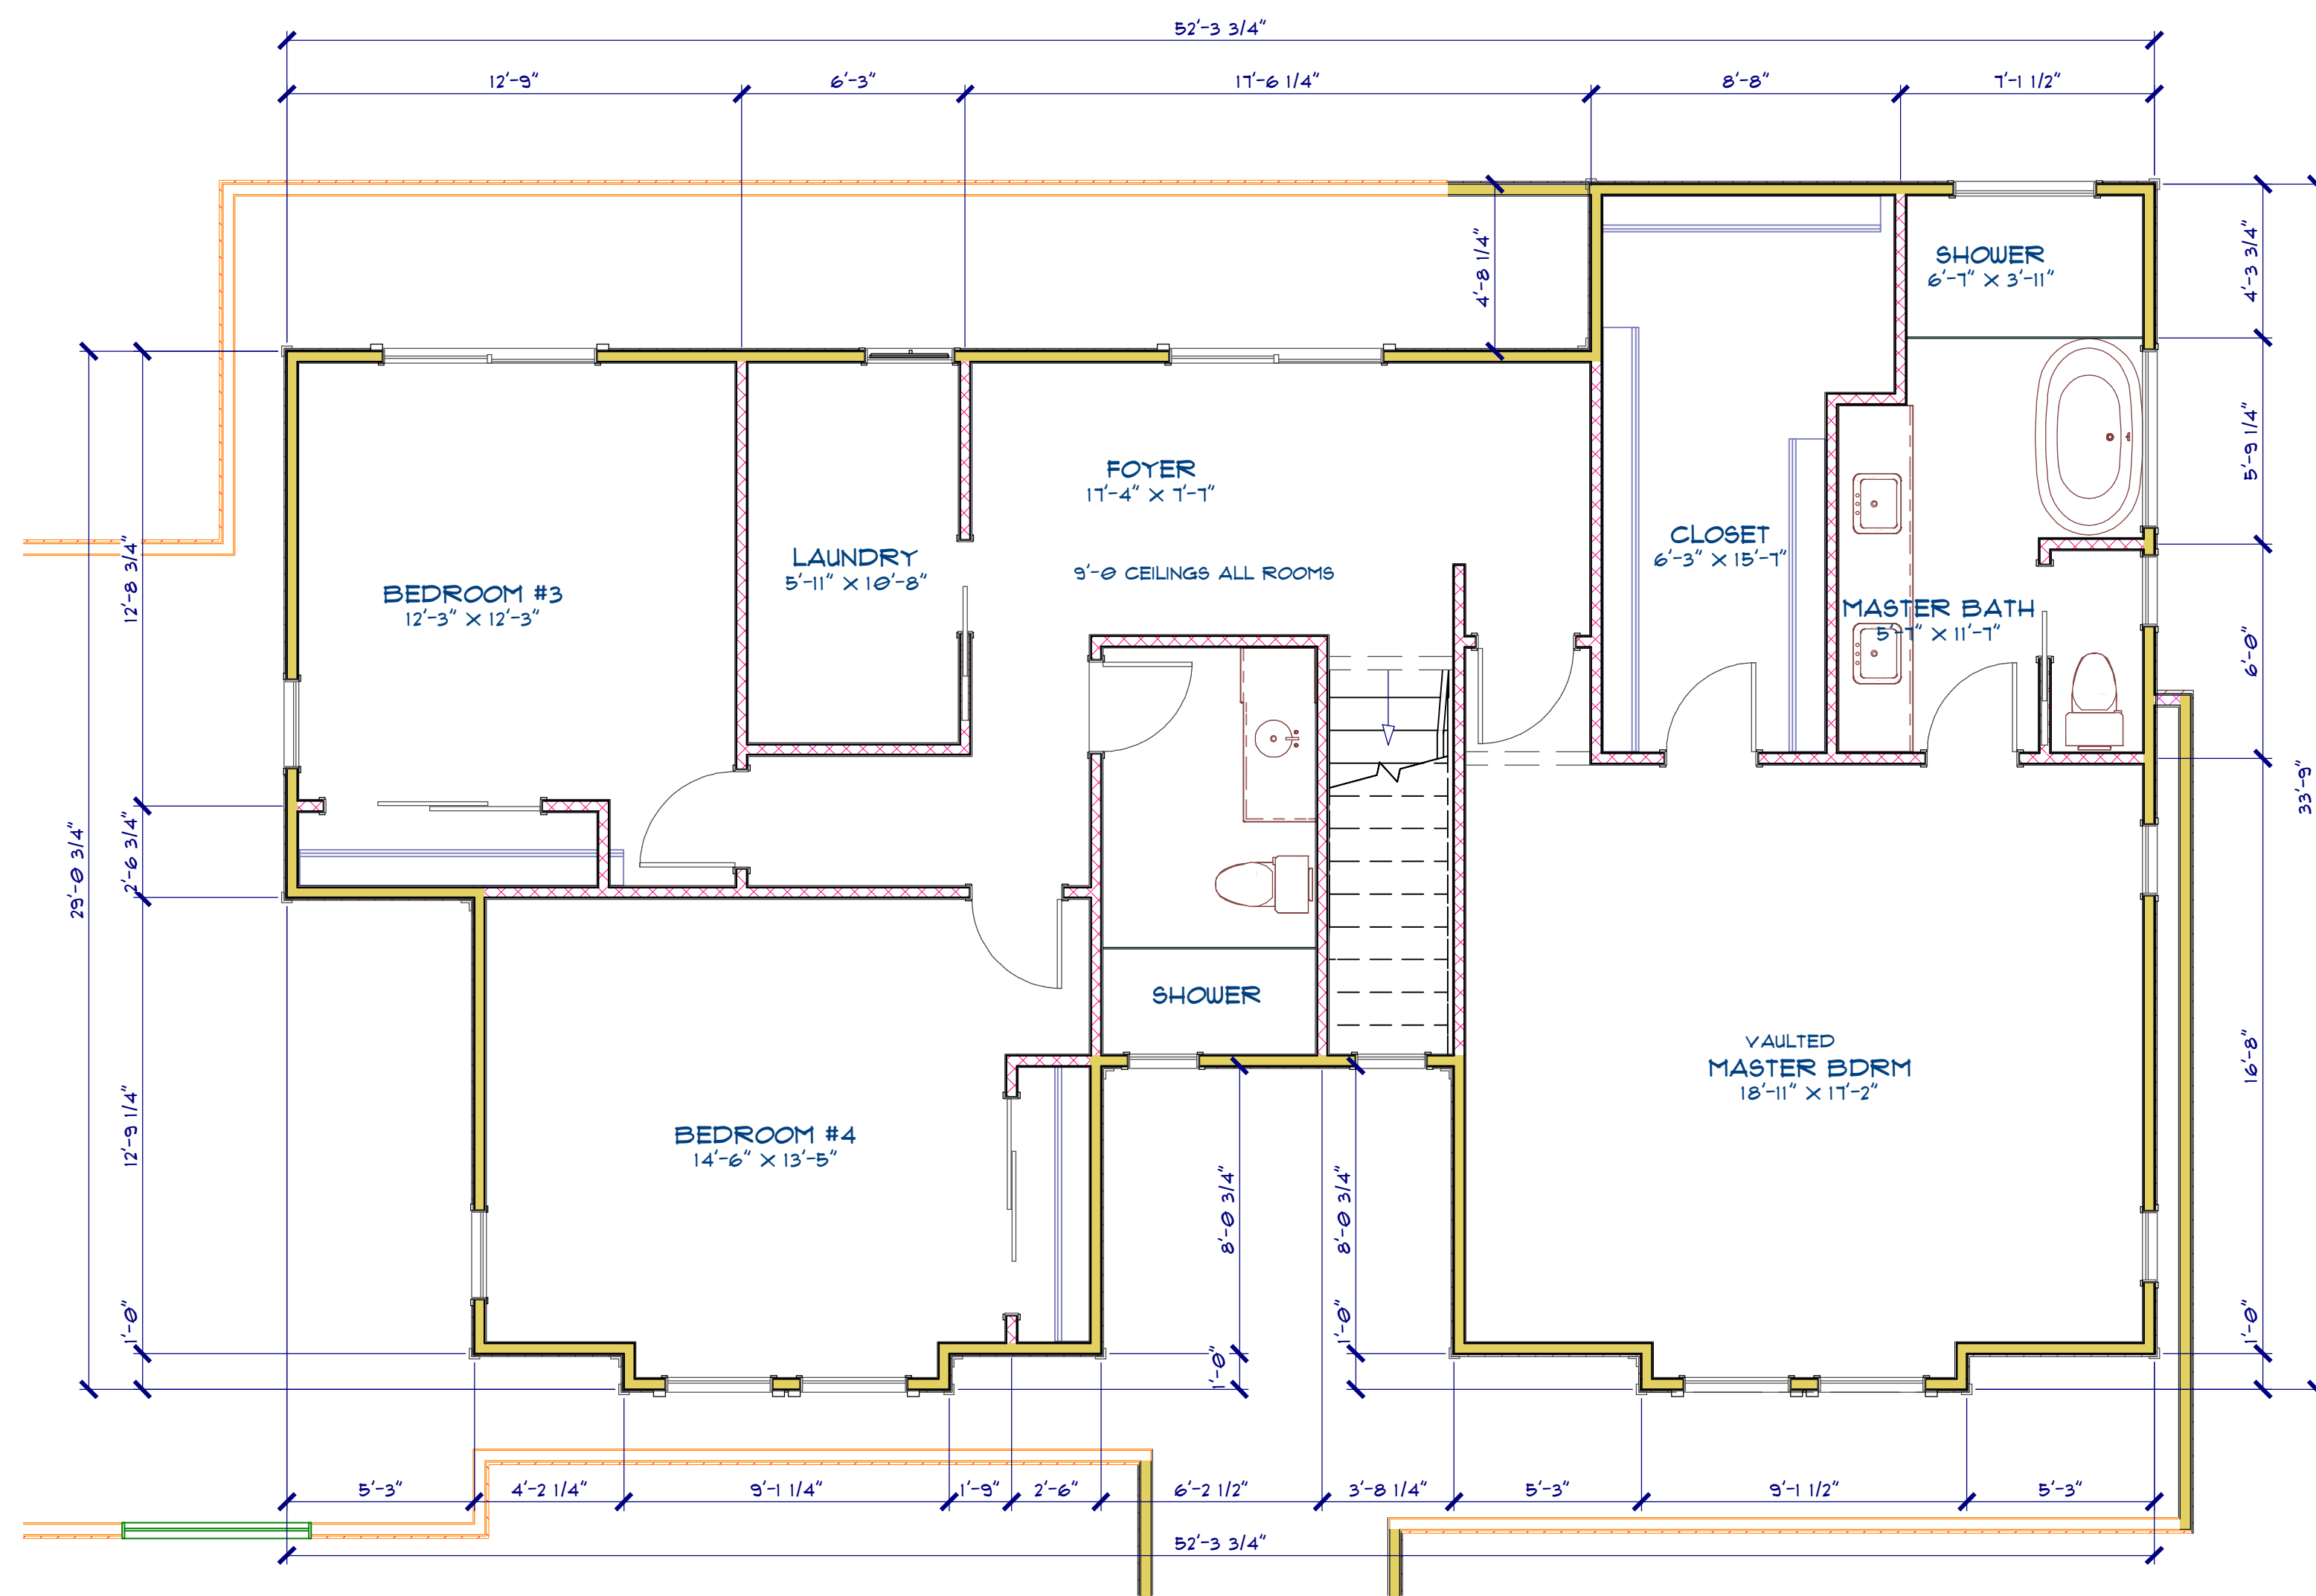 52'-3 3/4"
12'-9"
6'-3"
17'-6 1/4"
8'-8"
7'-1 1/2"
4'-8 1/4"
SHOWER
6'-7" X 3'-11"
4'-3 3/4"
FOYER
17'-4" X 7'-7"
5'-9 1/4"
CLOSET
6'-3" X 15'-7"
LAUNDRY
5'-11" X 10'-8"
9'-0 CEILINGS ALL ROOMS
BEDROOM #3
12'-3" X 12'-3"
12'-8 3/4"
MASTER BATH
5'-7" X 11'-7"
6'-0"
33'-9"
29'-0 3/4"
2'-6 3/4"
SHOWER
VAULTED
MASTER BDRM
18'-11" X 17'-2"
16'-8"
12'-9 1/4"
BEDROOM #4
14'-6" X 13'-5"
8'-0 3/4"
8'-0 3/4"
1'-0"
1'-0"
1'-0"
1'-0"
5'-3"
4'-2 1/4"
9'-1 1/4"
1'-9"
2'-6"
6'-2 1/2"
3'-8 1/4"
5'-3"
9'-1 1/2"
5'-3"
52'-3 3/4"